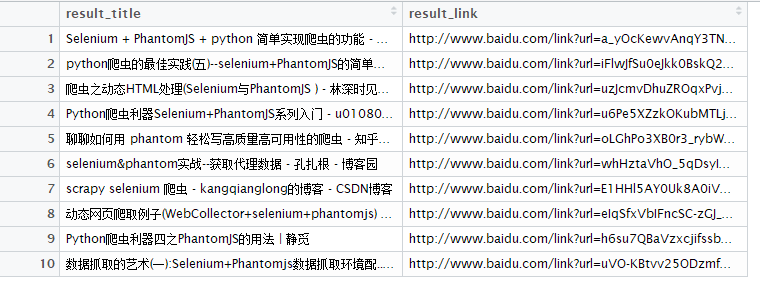 result_title result_link
1 Selenium + PhantomJS + python 简单实现爬虫的功能 - ... http://www.baidu.com/link?url=a_yOcKewvAnqY3TN...
2 python爬虫的最佳实践(五)--selenium+PhantomJS的简单... http://www.baidu.com/link?url=iFlwJfSu0eJkk0BskQ2...
3 爬虫之动态HTML处理(Selenium与PhantomJS ) - 林深时见... http://www.baidu.com/link?url=uzJcmvDhuZROqxPvj...
4 Python爬虫利器Selenium+PhantomJS系列入门 - u01080... http://www.baidu.com/link?url=u6Pe5XZzkOKubMTLj...
5 聊聊如何用 phantom 轻松写高质量高可用性的爬虫 - 知乎... http://www.baidu.com/link?url=oLGhPo3XB0r3_rybW...
6 selenium&phantom实战--获取代理数据 - 孔扎根 - 博客园 http://www.baidu.com/link?url=whHztaVhO_5qDsyI...
7 scrapy selenium 爬虫 - kangqianglong的博客 - CSDN博客 http://www.baidu.com/link?url=E1HHl5AY0Uk8A0iV...
8 动态网页爬取例子(WebCollector+selenium+phantomjs) ... http://www.baidu.com/link?url=eIqSfxVbIFncSC-zGJ_...
9 Python爬虫利器四之PhantomJS的用法 | 静觅 http://www.baidu.com/link?url=h6su7QBaVzxcjifssb...
10 数据抓取的艺术(一):Selenium+Phantomjs数据抓取环境配... http://www.baidu.com/link?url=uVO-KBtvv25ODzmf...